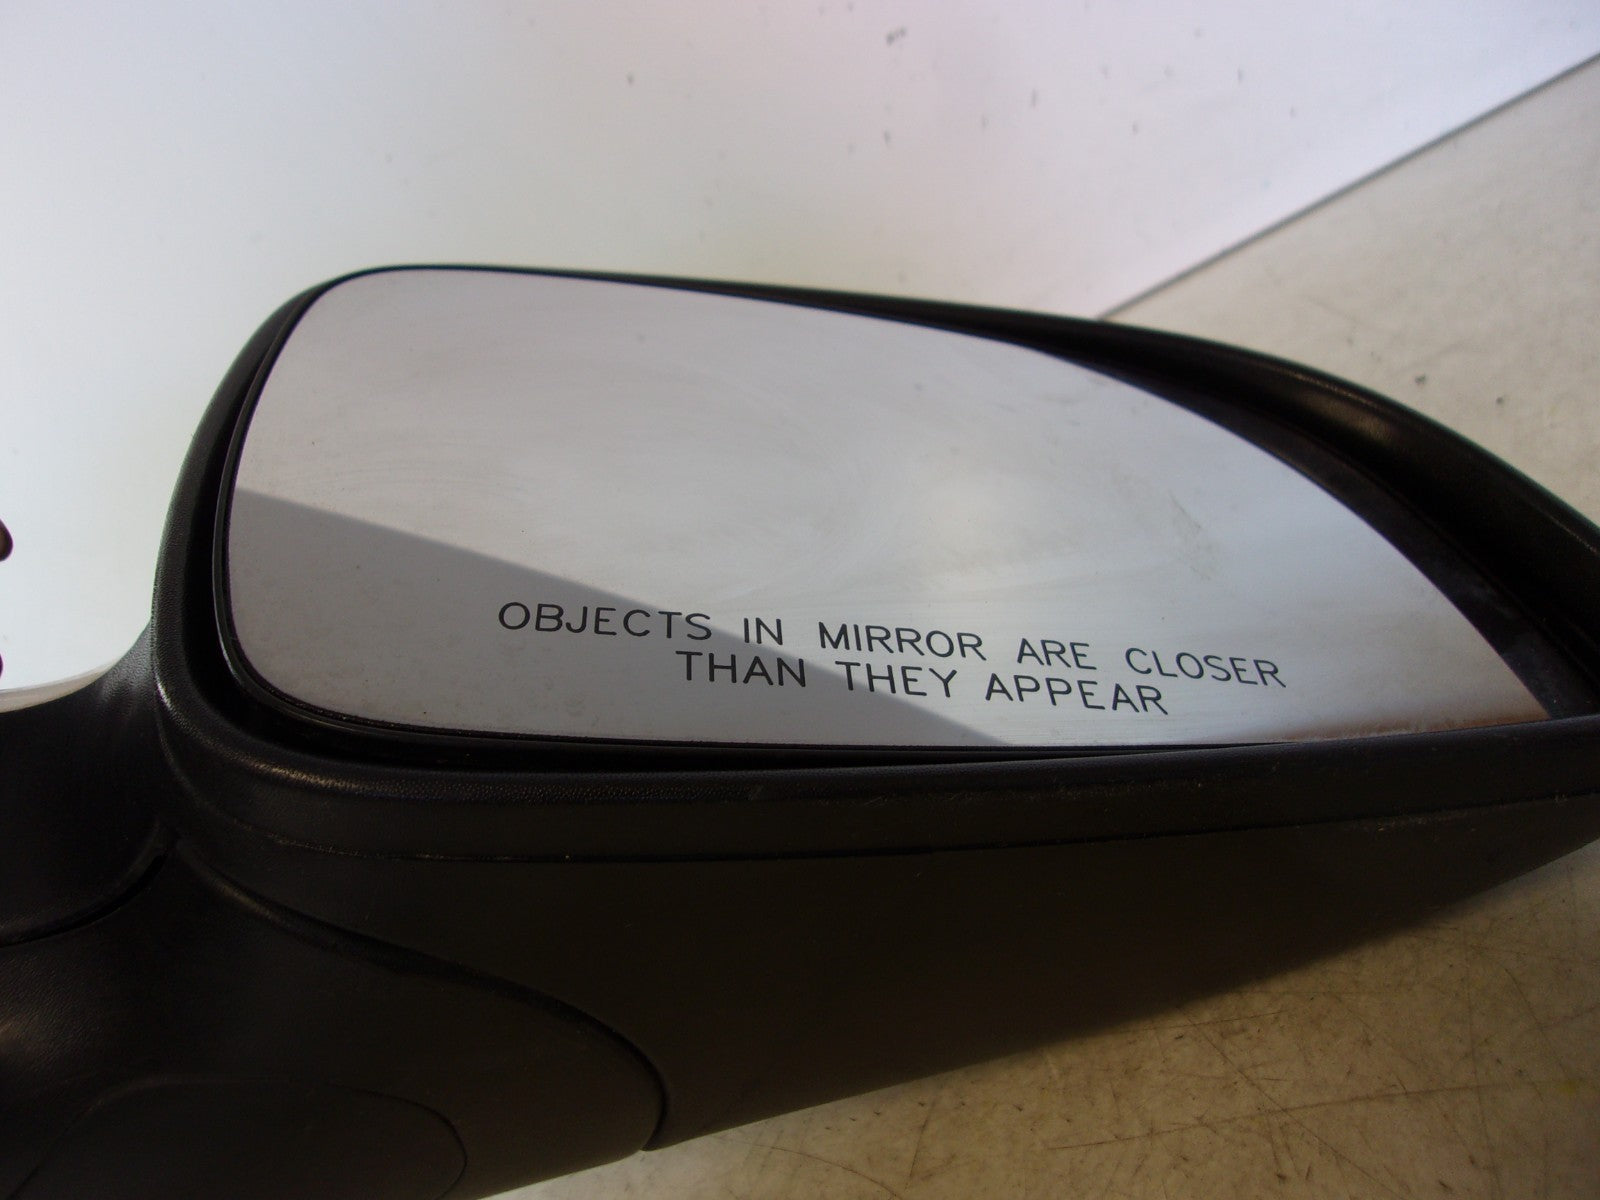 OBJECTS IN MIRROR ARE CLOSER
THAN THEY APPEAR